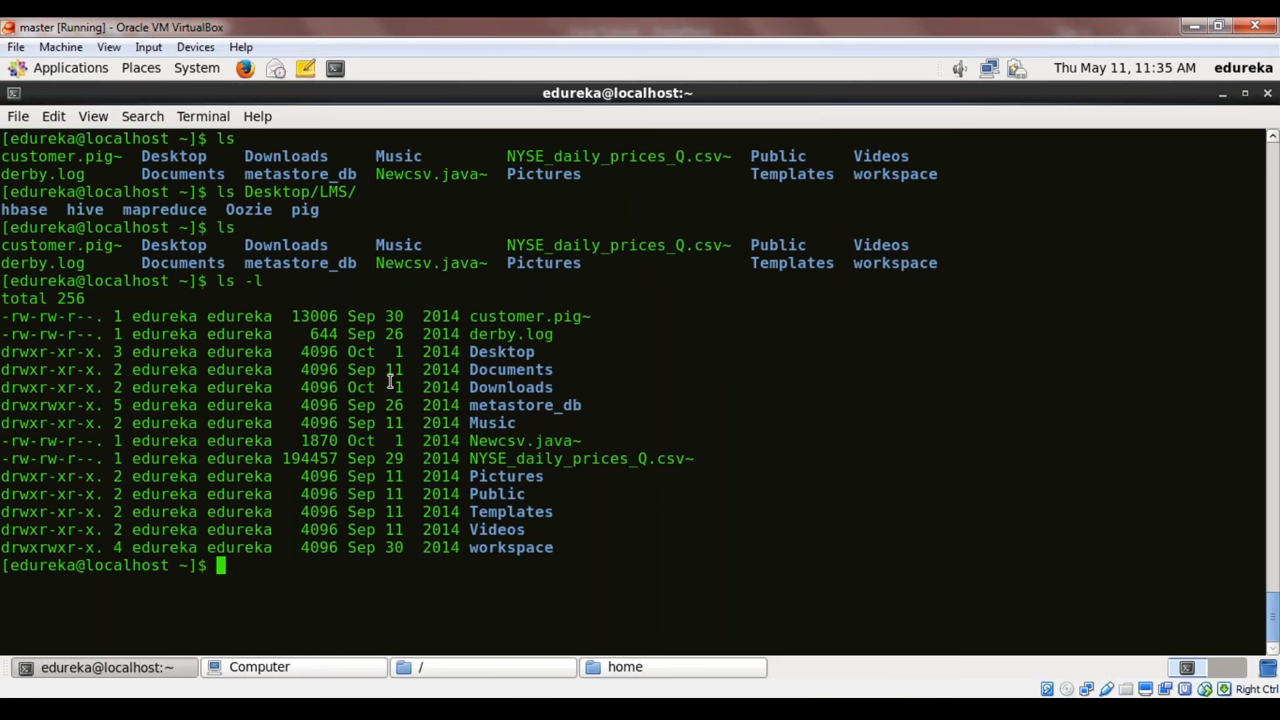 master [Running] - Oracle VM VirtualBox
File Machine View Input Devices Help
Applications Places System Thu May 11, 11:35 AM edureka
edureka@localhost:~
File Edit View Search Terminal Help
[edureka@localhost ~]$ ls
customer.pig~ Desktop Downloads Music NYSE_daily_prices_Q.csv~ Public Videos
derby.log Documents metastore_db Newcsv.java~ Pictures Templates workspace
[edureka@localhost ~]$ ls Desktop/LMS/
hbase hive mapreduce Oozie pig
[edureka@localhost ~]$ ls
customer.pig~ Desktop Downloads Music NYSE_daily_prices_Q.csv~ Public Videos
derby.log Documents metastore_db Newcsv.java~ Pictures Templates workspace
[edureka@localhost ~]$ ls -l
total 256
-rw-rw-r--. 1 edureka edureka 13006 Sep 30 2014 customer.pig~
-rw-rw-r--. 1 edureka edureka 644 Sep 26 2014 derby.log
drwxr-xr-x. 3 edureka edureka 4096 Oct 1 2014 Desktop
drwxr-xr-x. 2 edureka edureka 4096 Sep 11 2014 Documents
drwxr-xr-x. 2 edureka edureka 4096 Oct 1 2014 Downloads
drwxrwxr-x. 5 edureka edureka 4096 Sep 26 2014 metastore_db
drwxr-xr-x. 2 edureka edureka 4096 Sep 11 2014 Music
-rw-rw-r--. 1 edureka edureka 1870 Oct 1 2014 Newcsv.java~
-rw-rw-r--. 1 edureka edureka 194457 Sep 29 2014 NYSE_daily_prices_Q.csv~
drwxr-xr-x. 2 edureka edureka 4096 Sep 11 2014 Pictures
drwxr-xr-x. 2 edureka edureka 4096 Sep 11 2014 Public
drwxr-xr-x. 2 edureka edureka 4096 Sep 11 2014 Templates
drwxr-xr-x. 2 edureka edureka 4096 Sep 11 2014 Videos
drwxrwxr-x. 4 edureka edureka 4096 Sep 30 2014 workspace
[edureka@localhost ~]$
edureka@localhost:~ Computer / home
Right Ctrl